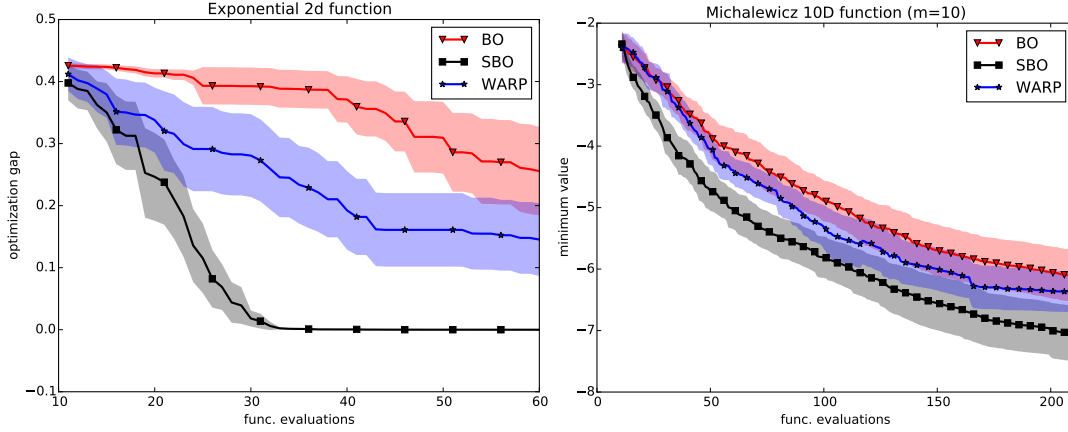 Exponential 2d function
0.5
0.4
0.3
0.2
0.1
0.0
−0.1
optimization gap
BO
SBO
WARP
10
20
30
40
50
60
func. evaluations
Michalewicz 10D function (m=10)
−2
−3
−4
−5
−6
−7
−8
minimum value
BO
SBO
WARP
0
50
100
150
200
func. evaluations